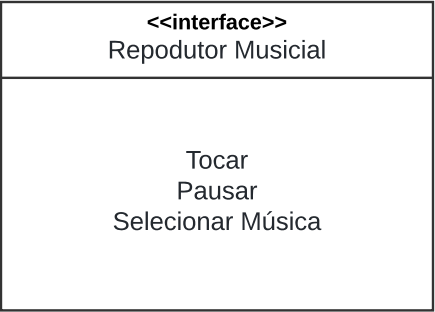 <<interface>>
Repodutor Musicial
Tocar
Pausar
Selecionar Música